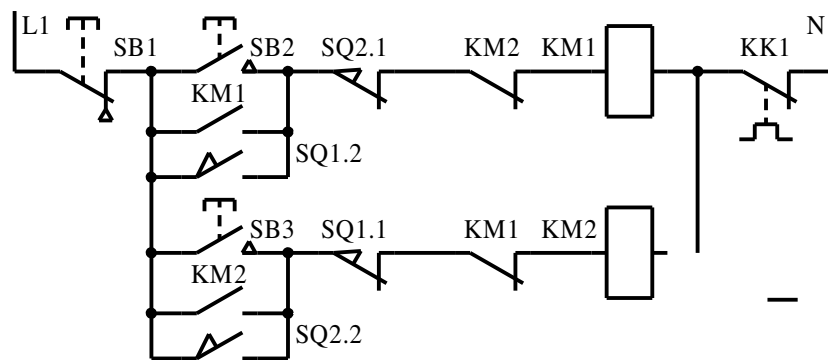 L1 N
SB1 SB2 SQ2.1 KM2 KM1 KK1
KM1
SQ1.2
SB3 SQ1.1 KM1 KM2
KM2
SQ2.2